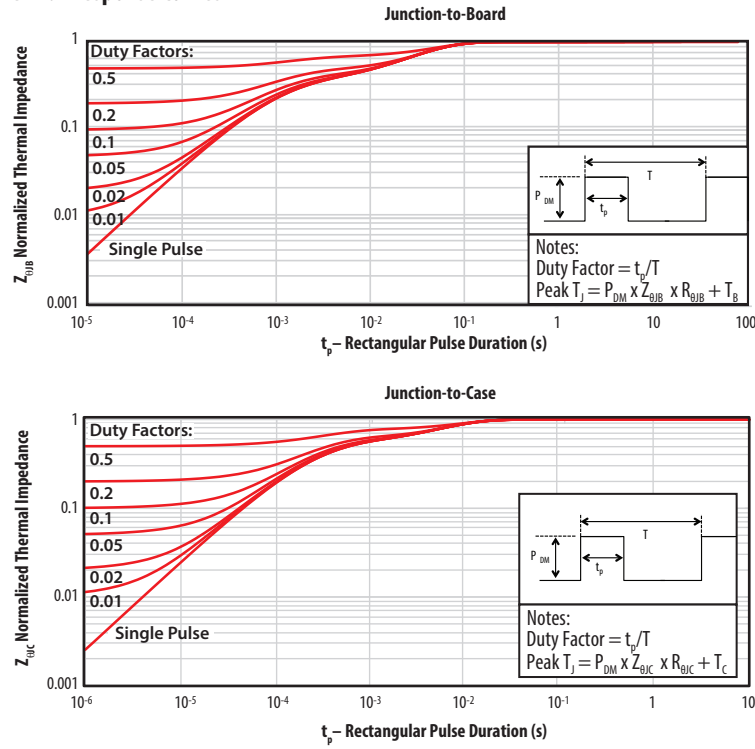 Junction-to-Board
Z_θJB Normalized Thermal Impedance
1
0.1
0.01
0.001
Duty Factors:
0.5
0.2
0.1
0.05
0.02
0.01
Single Pulse
T
P_DM
t_p
Notes:
Duty Factor = t_p/T
Peak T_J = P_DM x Z_θJB x R_θJB + T_B
10⁻⁵ 10⁻⁴ 10⁻³ 10⁻² 10⁻¹ 1 10 100
t_p – Rectangular Pulse Duration (s)
Junction-to-Case
Z_θJC Normalized Thermal Impedance
1
0.1
0.01
0.001
Duty Factors:
0.5
0.2
0.1
0.05
0.02
0.01
Single Pulse
T
P_DM
t_p
Notes:
Duty Factor = t_p/T
Peak T_J = P_DM x Z_θJC x R_θJC + T_C
10⁻⁶ 10⁻⁵ 10⁻⁴ 10⁻³ 10⁻² 10⁻¹ 1 10
t_p – Rectangular Pulse Duration (s)